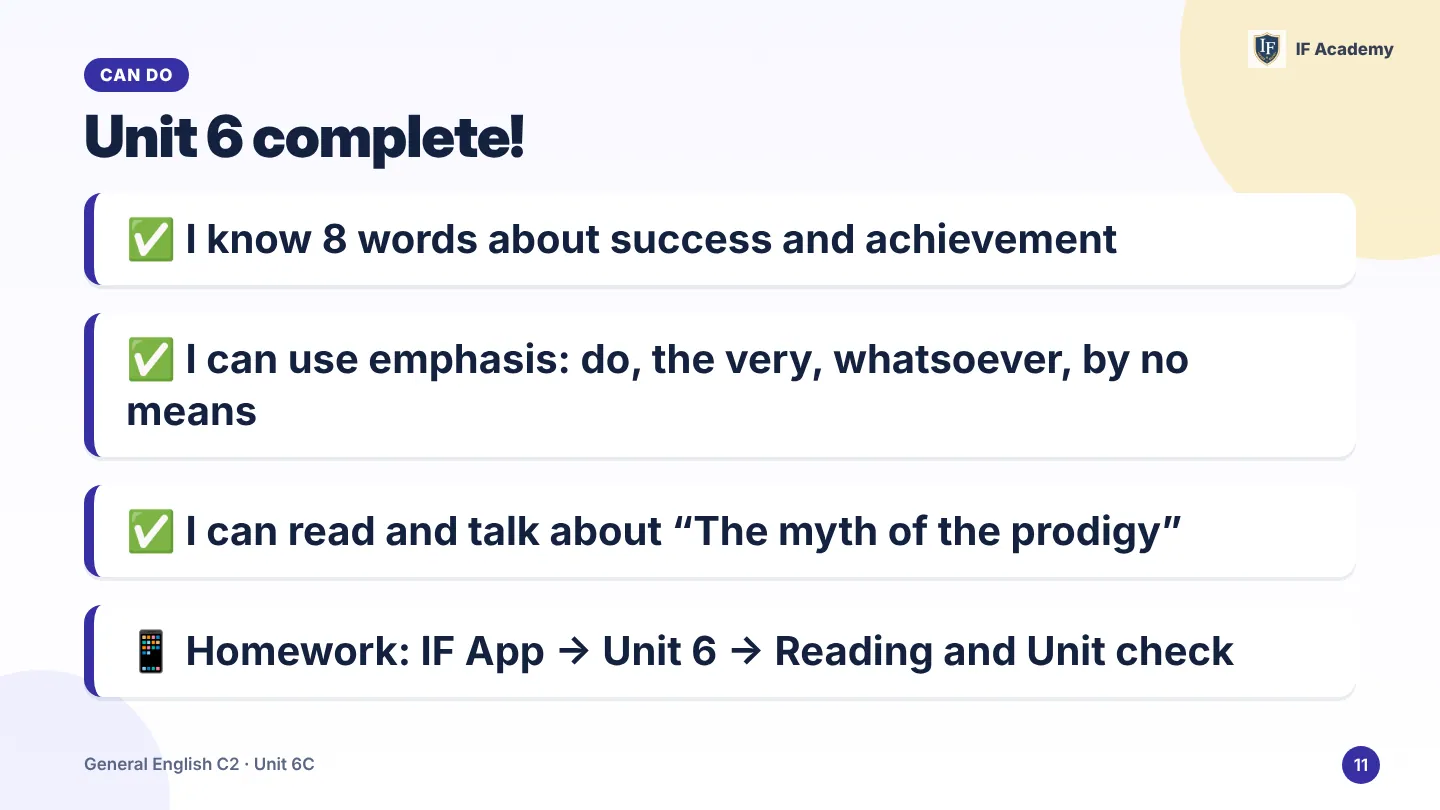 IF Academy
CAN DO
Unit 6 complete!
✅ I know 8 words about success and achievement
✅ I can use emphasis: do, the very, whatsoever, by no
means
✅ I can read and talk about “The myth of the prodigy”
📱 Homework: IF App → Unit 6 → Reading and Unit check
General English C2 · Unit 6C
11